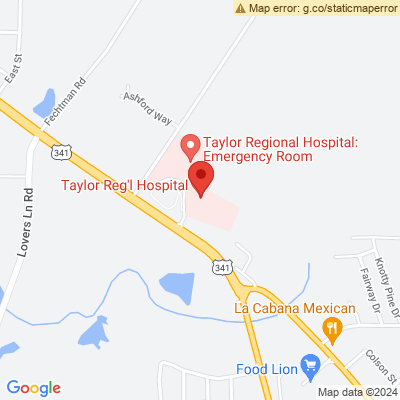 Map error: g.co/staticmaperror
East St
Fechtman Rd
Ashford Way
341
Taylor Regional Hospital:
Emergency Room
Taylor Reg'l Hospital
Lovers Ln Rd
341
La Cabana Mexican
Knotty Pine Dr
Fairway Dr
Colson St
Food Lion
Google
Map data ©2024